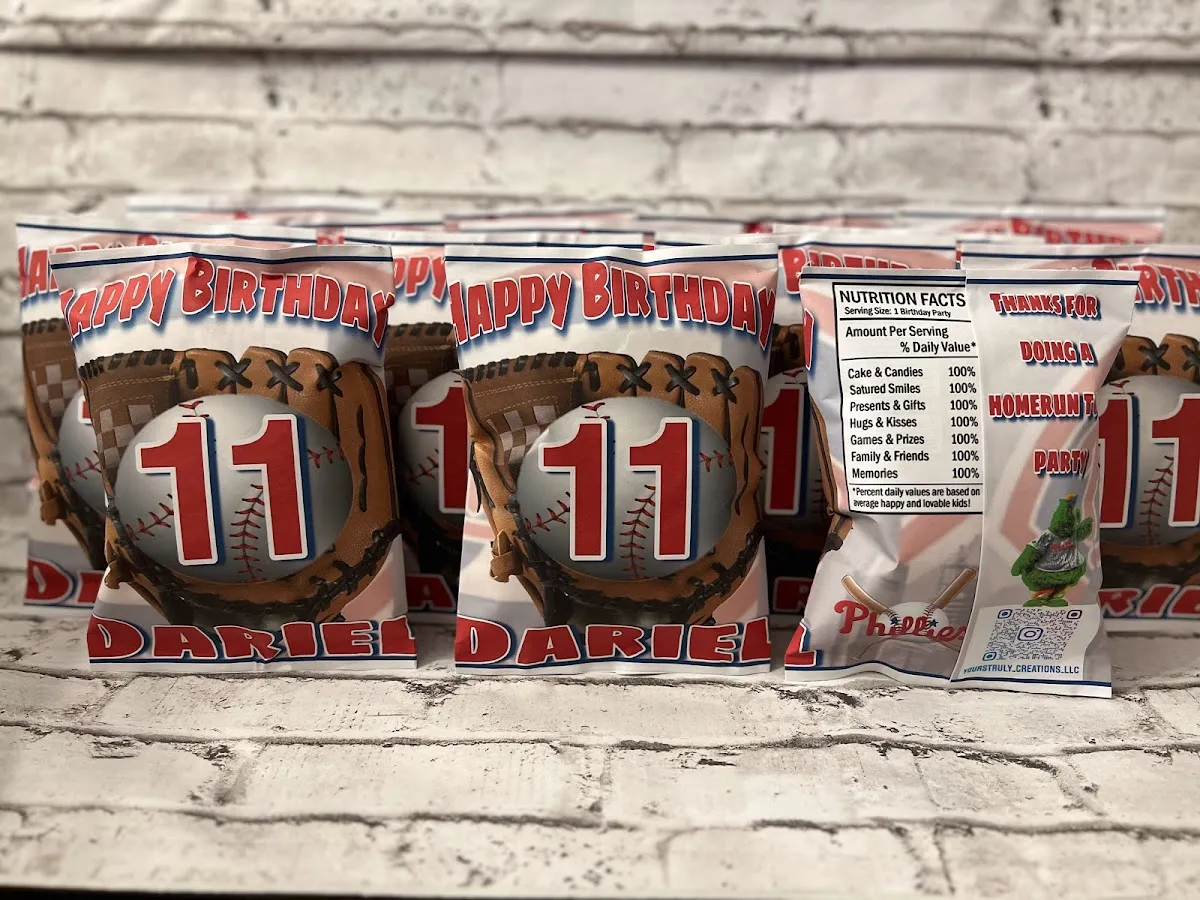 HAPPY BIRTHDAY
11
DARIEL
HAPPY BIRTHDAY
11
DARIEL
NUTRITION FACTS
Serving Size: 1 Birthday Party
Amount Per Serving
% Daily Value*
Cake & Candies 100%
Satured Smiles 100%
Presents & Gifts 100%
Hugs & Kisses 100%
Games & Prizes 100%
Family & Friends 100%
Memories 100%
*Percent daily values are based on
average happy and lovable kids!
Phillies
THANKS FOR
DOING A
HOMERUN
PARTY
YOURSTRULY_CREATIONS_LLC